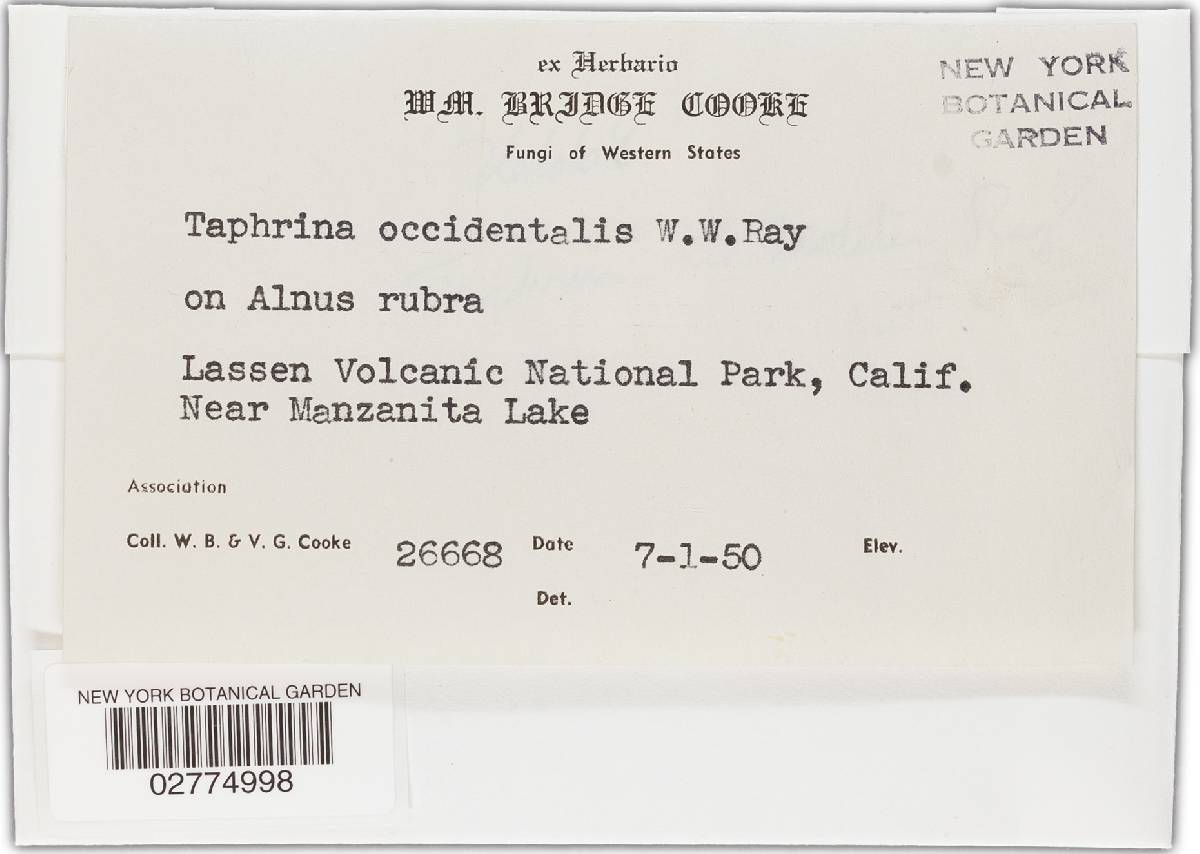 ex Herbario
WM. BRIDGE COOKE
Fungi of Western States
NEW YORK
BOTANICAL
GARDEN
Taphrina occidentalis W.W.Ray
on Alnus rubra
Lassen Volcanic National Park, Calif.
Near Manzanita Lake
Association
Coll. W. B. & V. G. Cooke 26668 Date 7-1-50 Elev.
Det.
NEW YORK BOTANICAL GARDEN
02774998